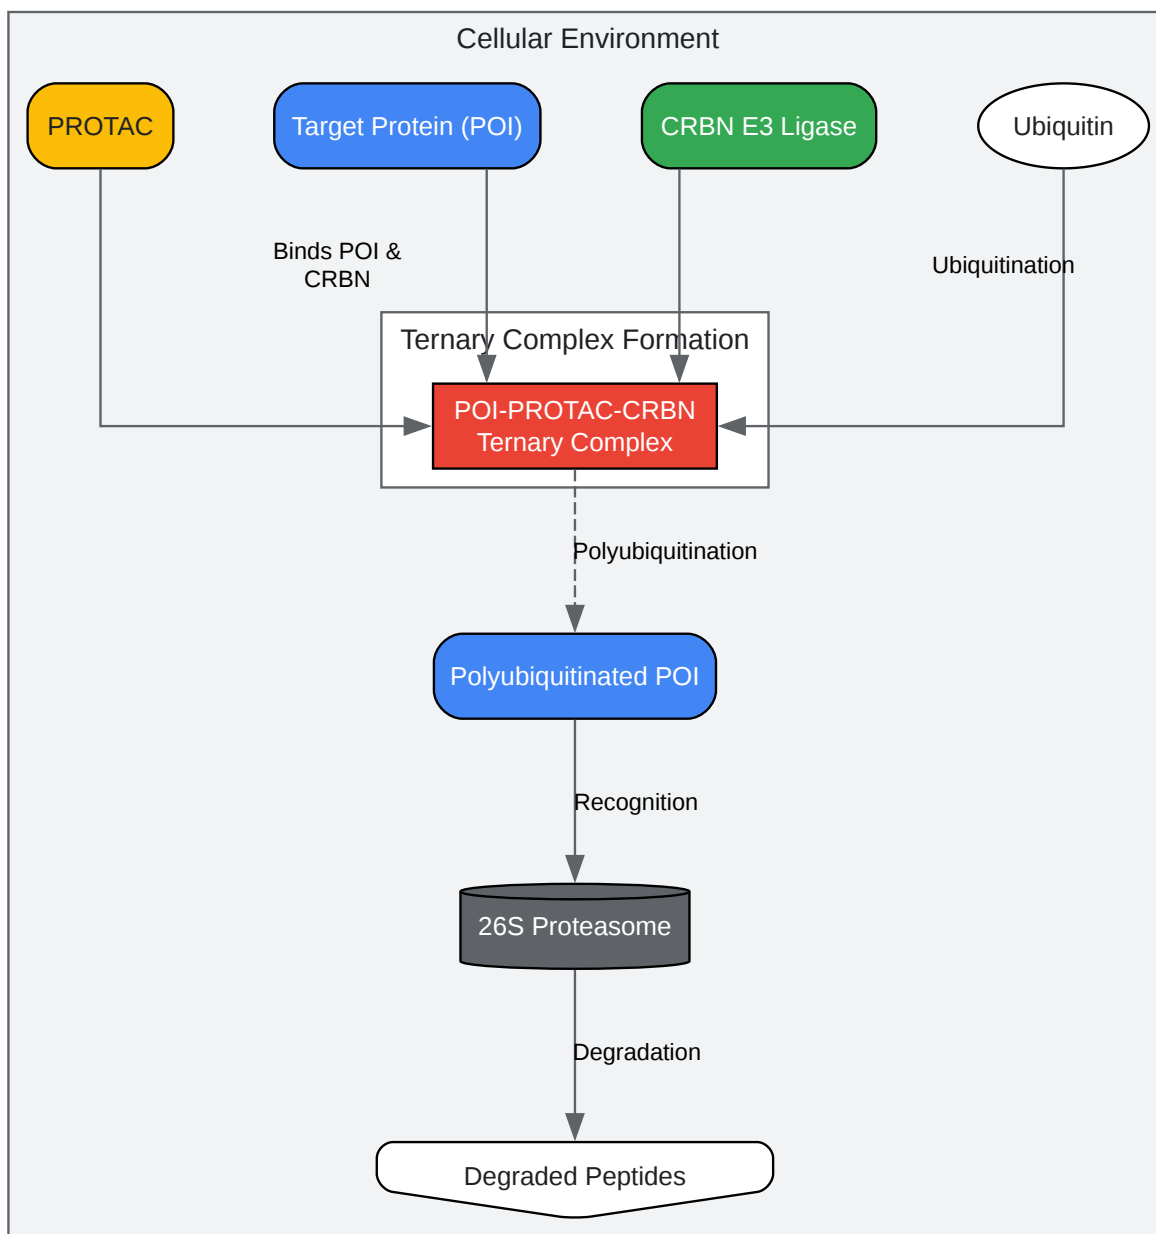 Cellular Environment
PROTAC
Target Protein (POI)
CRBN E3 Ligase
Ubiquitin
Binds POI &
CRBN
Ubiquitination
Ternary Complex Formation
POI-PROTAC-CRBN
Ternary Complex
Polyubiquitination
Polyubiquitinated POI
Recognition
26S Proteasome
Degradation
Degraded Peptides